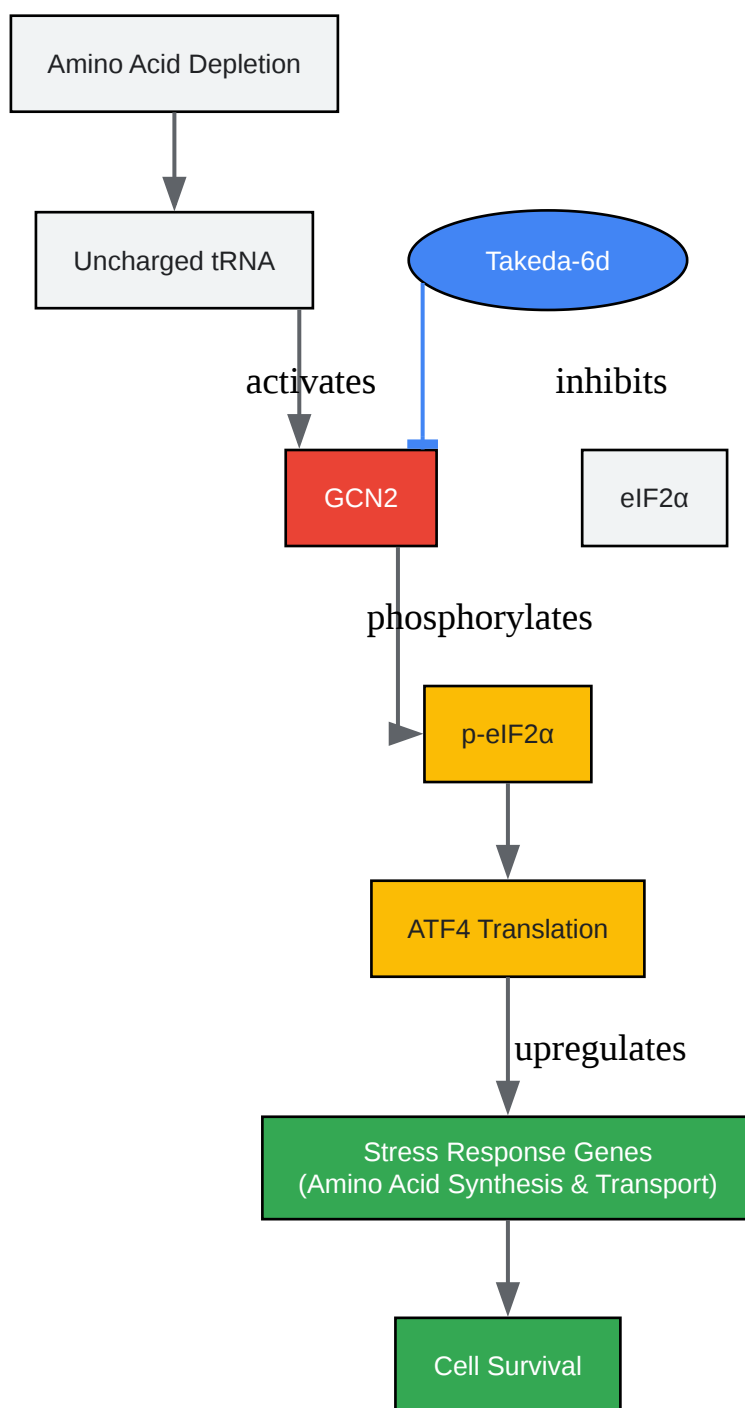 Amino Acid Depletion
Uncharged tRNA
Takeda-6d
activates
inhibits
GCN2
eIF2α
phosphorylates
p-eIF2α
ATF4 Translation
upregulates
Stress Response Genes
(Amino Acid Synthesis & Transport)
Cell Survival